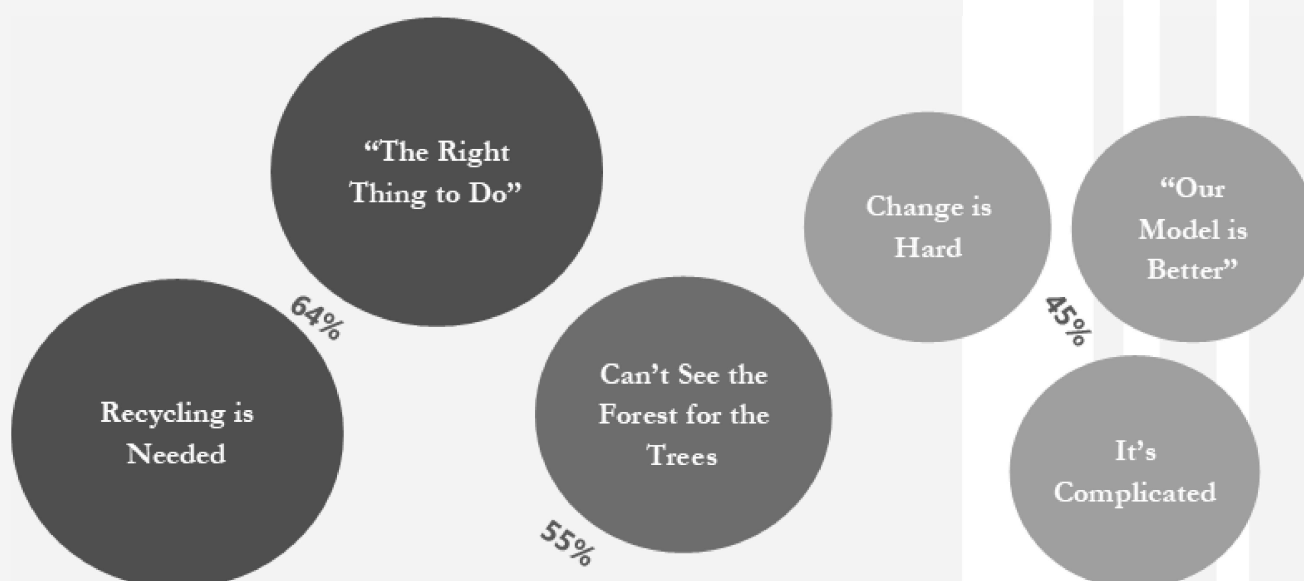 “The Right
Thing to Do”
64%
Recycling is
Needed
Can’t See the
Forest for the
Trees
55%
Change is
Hard
“Our
Model is
Better”
45%
It’s
Complicated